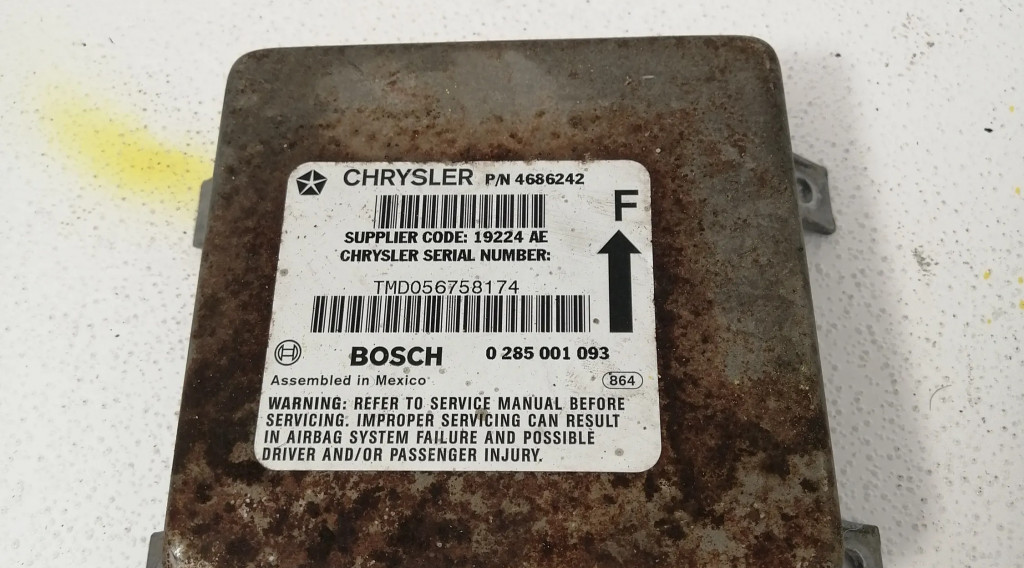 CHRYSLER P/N 4686242
F
SUPPLIER CODE: 19224 AE
CHRYSLER SERIAL NUMBER:
TMD056758174
BOSCH 0 285 001 093
Assembled in Mexico 864
WARNING: REFER TO SERVICE MANUAL BEFORE
SERVICING. IMPROPER SERVICING CAN RESULT
IN AIRBAG SYSTEM FAILURE AND POSSIBLE
DRIVER AND/OR PASSENGER INJURY.